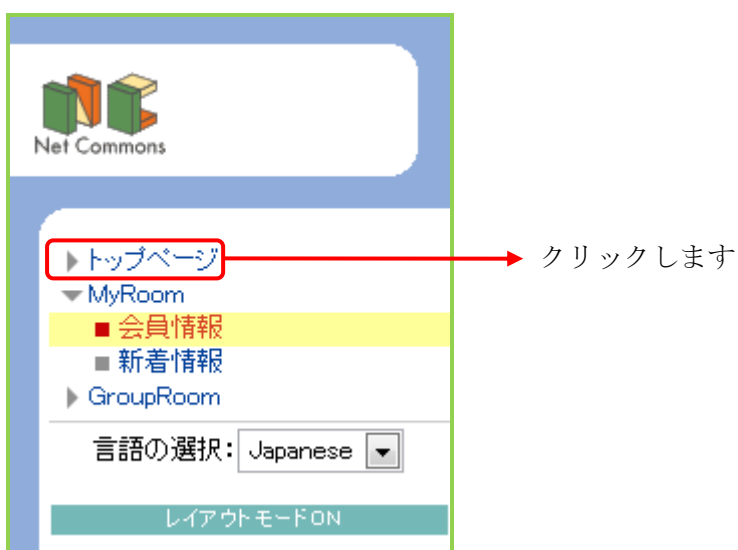 Net Commons
トップページ
クリックします
MyRoom
会員情報
新着情報
GroupRoom
言語の選択: Japanese
レイアウトモードON